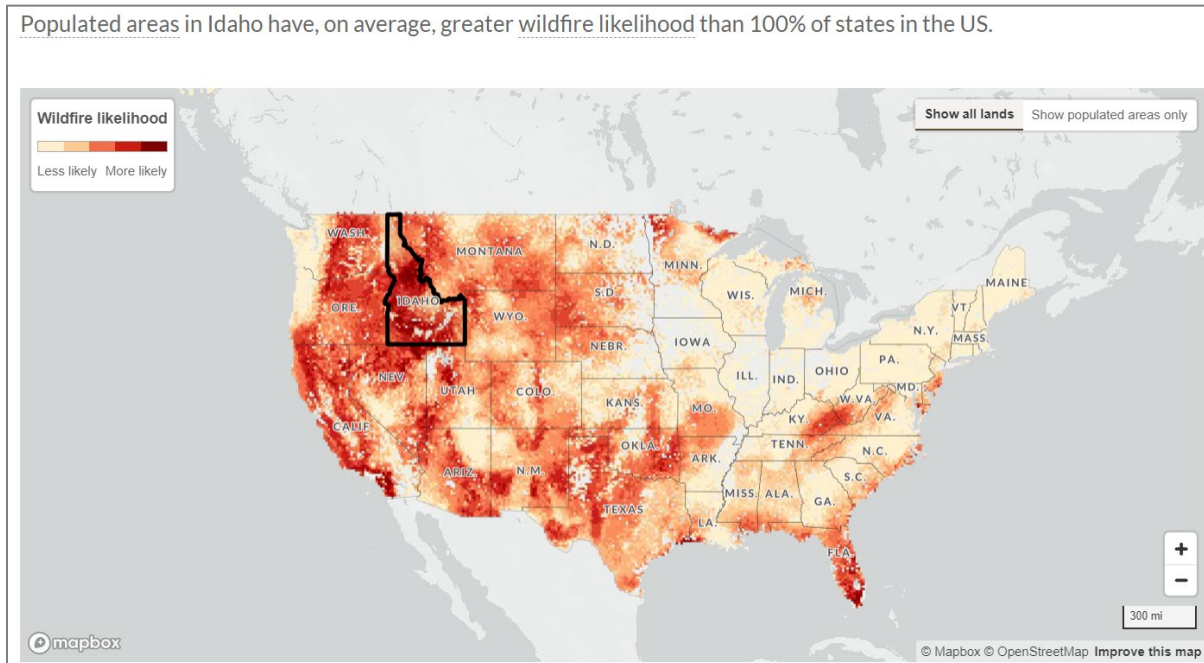 Populated areas in Idaho have, on average, greater wildfire likelihood than 100% of states in the US.
Wildfire likelihood
Less likely More likely
Show all lands Show populated areas only
WASH.
MONTANA
N.D.
MINN.
MAINE
ORE.
IDAHO
WYO.
S.D.
WIS.
MICH.
VT.
N.Y.
MASS.
NEBR.
IOWA
NEV.
UTAH
COLO.
KANS.
ILL.
IND.
OHIO
PA.
MD.
W.VA.
VA.
MO.
KY.
CALIF.
ARIZ.
N.M.
OKLA.
ARK.
TENN.
N.C.
S.C.
TEXAS
LA.
MISS.
ALA.
GA.
FLA.
+
−
300 mi
mapbox
© Mapbox © OpenStreetMap Improve this map